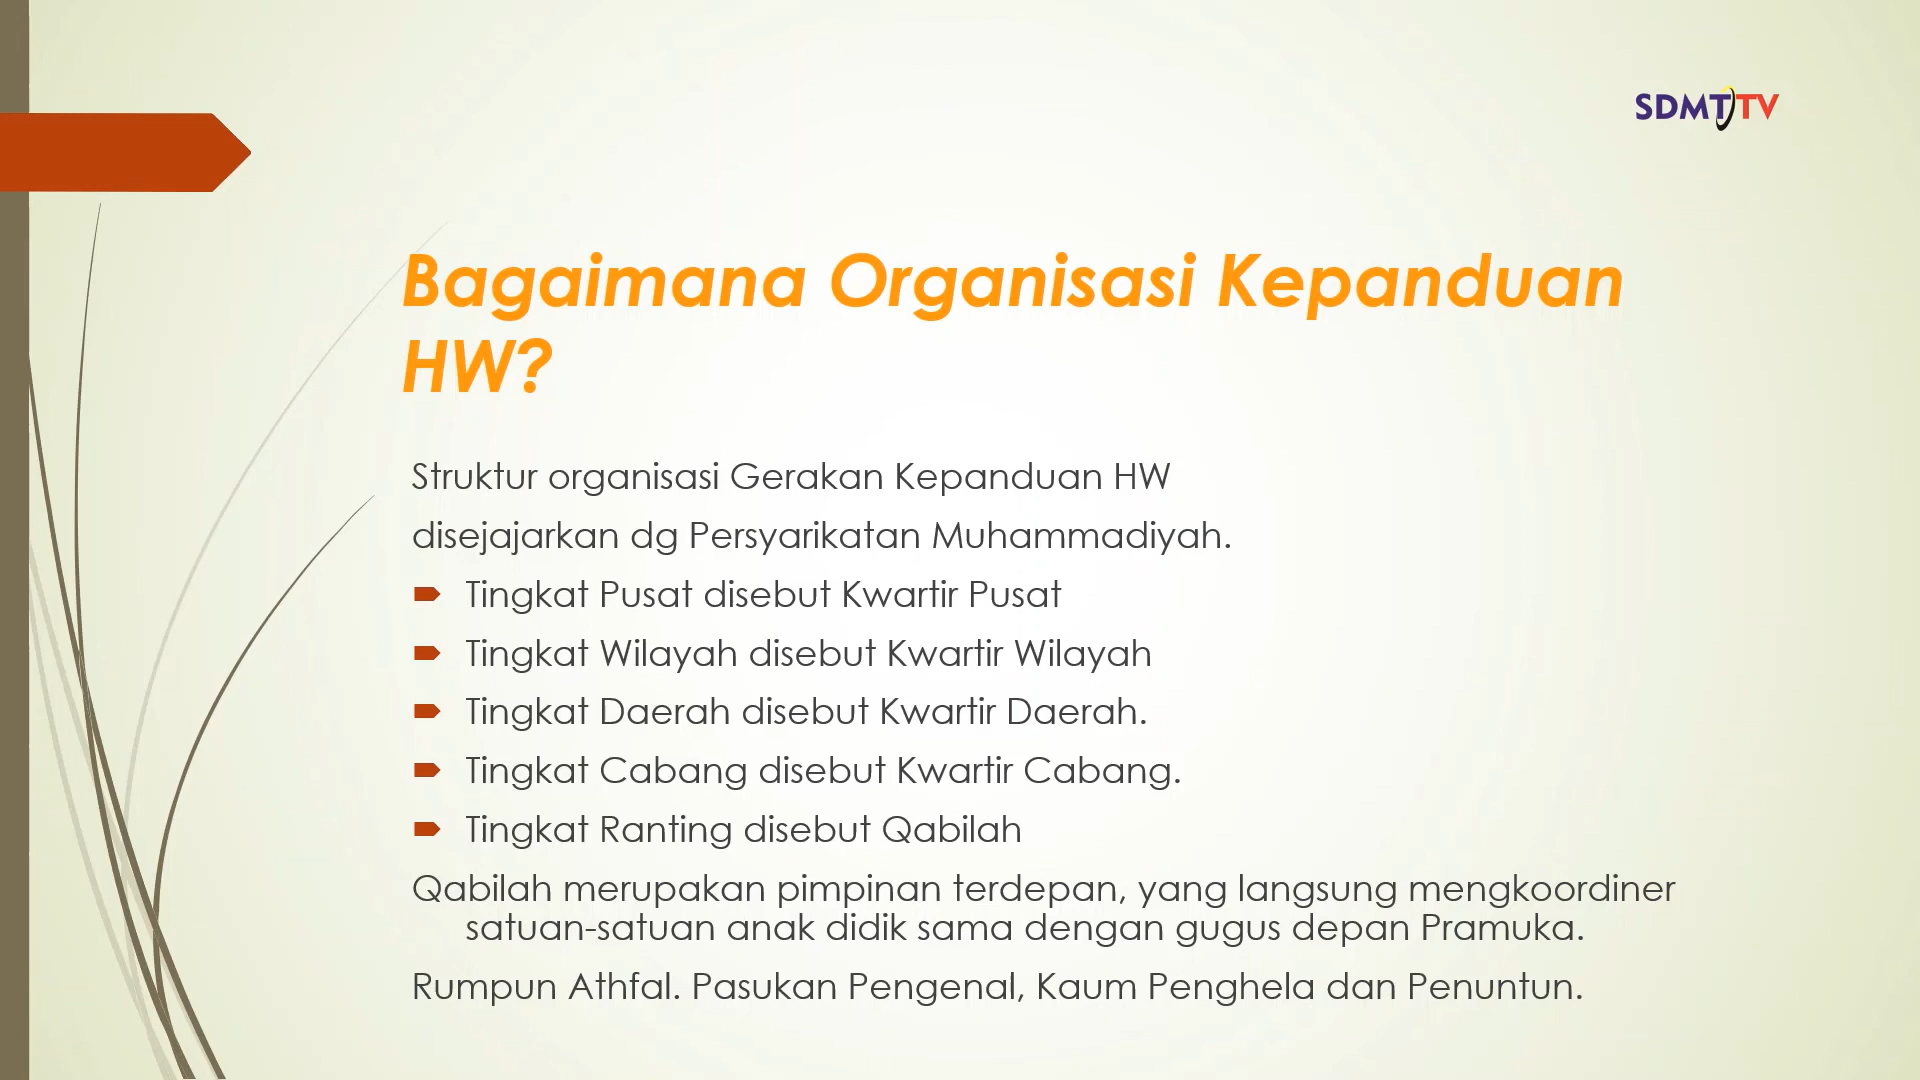 SDMT TV
Bagaimana Organisasi Kepanduan
HW?
Struktur organisasi Gerakan Kepanduan HW
disejajarkan dg Persyarikatan Muhammadiyah.
Tingkat Pusat disebut Kwartir Pusat
Tingkat Wilayah disebut Kwartir Wilayah
Tingkat Daerah disebut Kwartir Daerah.
Tingkat Cabang disebut Kwartir Cabang.
Tingkat Ranting disebut Qabilah
Qabilah merupakan pimpinan terdepan, yang langsung mengkoordiner
satuan-satuan anak didik sama dengan gugus depan Pramuka.
Rumpun Athfal. Pasukan Pengenal, Kaum Penghela dan Penuntun.